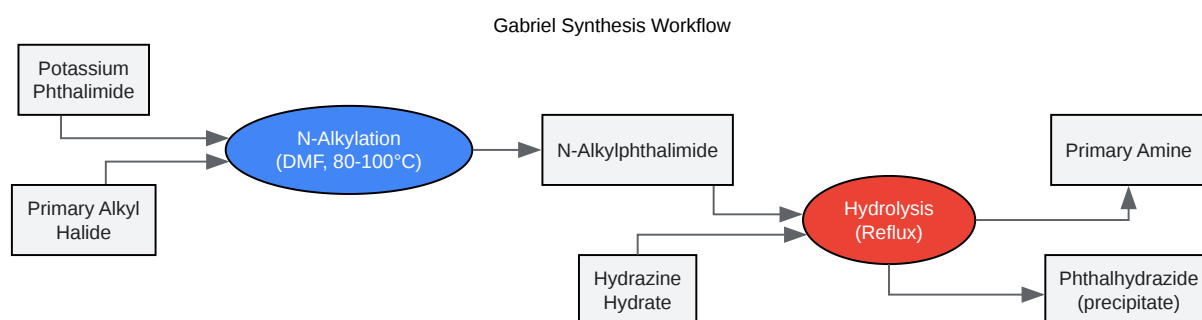 Gabriel Synthesis Workflow
Potassium
Phthalimide
Primary Alkyl
Halide
N-Alkylation
(DMF, 80-100°C)
N-Alkylphthalimide
Hydrazine
Hydrate
Hydrolysis
(Reflux)
Primary Amine
Phthalhydrazide
(precipitate)